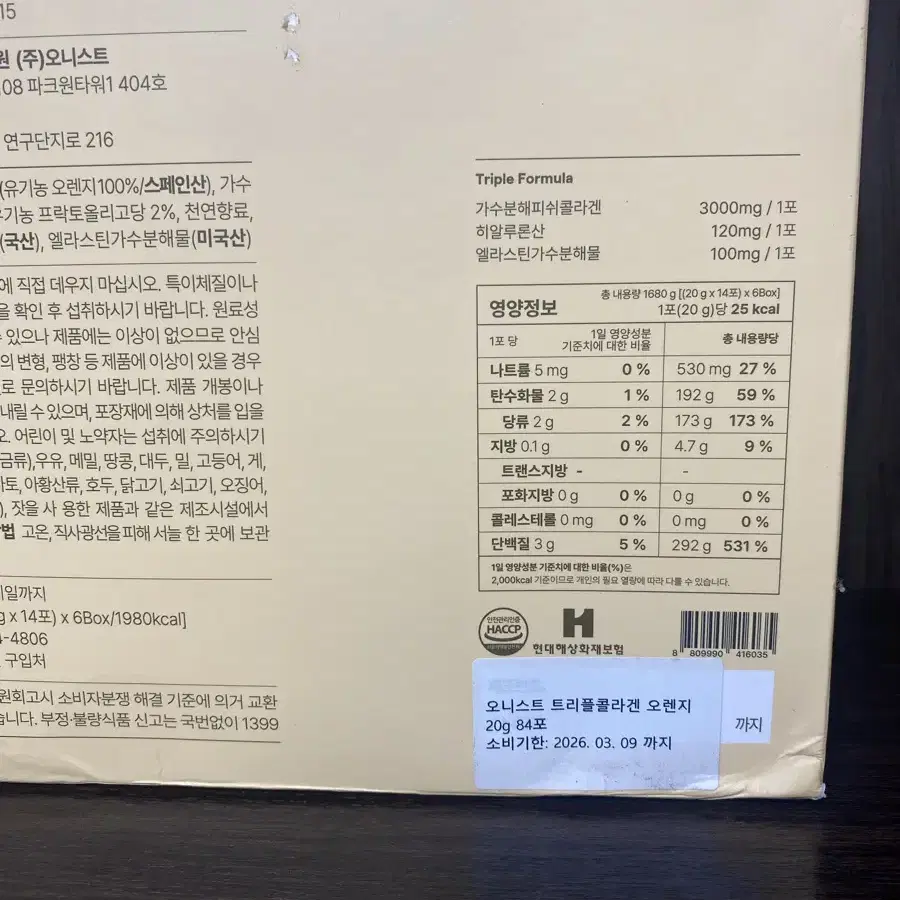 15
원 (주)오니스트
08 파크원타워1 404호
연구단지로 216
(유기농 오렌지100%/스페인산), 가수
유기농 프락토올리고당 2%, 천연향료,
(국산), 엘라스틴가수분해물(미국산)
에 직접 데우지 마십시오. 특이체질이나
을 확인 후 섭취하시기 바랍니다. 원료성
수 있으나 제품에는 이상이 없으므로 안심
의 변형, 팽창 등 제품에 이상이 있을 경우
로 문의하시기 바랍니다. 제품 개봉이나
내릴 수 있으며, 포장재에 의해 상처를 입을
오. 어린이 및 노약자는 섭취에 주의하시기
금류),우유, 메밀, 땅콩, 대두, 밀, 고등어, 게,
마토, 아황산류, 호두, 닭고기, 쇠고기, 오징어,
), 잣을 사 용한 제품과 같은 제조시설에서
법 고온, 직사광선을 피해 서늘 한 곳에 보관
일까지
g x 14포) x 6Box/1980kcal]
4-4806
구입처
원회고시 소비자분쟁 해결 기준에 의거 교환
습니다. 부정·불량식품 신고는 국번없이 1399
Triple Formula
가수분해피쉬콜라겐 3000mg / 1포
히알루론산 120mg / 1포
엘라스틴가수분해물 100mg / 1포
영양정보 총 내용량 1680 g [(20 g x 14포) x 6Box]
1포(20 g)당 25 kcal
1포 당 1일 영양성분 기준치에 대한 비율 총 내용량당
나트륨 5 mg 0 % 530 mg 27 %
탄수화물 2 g 1 % 192 g 59 %
당류 2 g 2 % 173 g 173 %
지방 0.1 g 0 % 4.7 g 9 %
트랜스지방 - -
포화지방 0 g 0 % 0 g 0 %
콜레스테롤 0 mg 0 % 0 mg 0 %
단백질 3 g 5 % 292 g 531 %
1일 영양성분 기준치에 대한 비율(%)은
2,000kcal 기준이므로 개인의 필요 열량에 따라 다를 수 있습니다.
안전관리인증
HACCP
현대해상화재보험
8 809990 416035
오니스트 트리플콜라겐 오렌지
20g 84포
소비기한: 2026. 03. 09 까지
까지